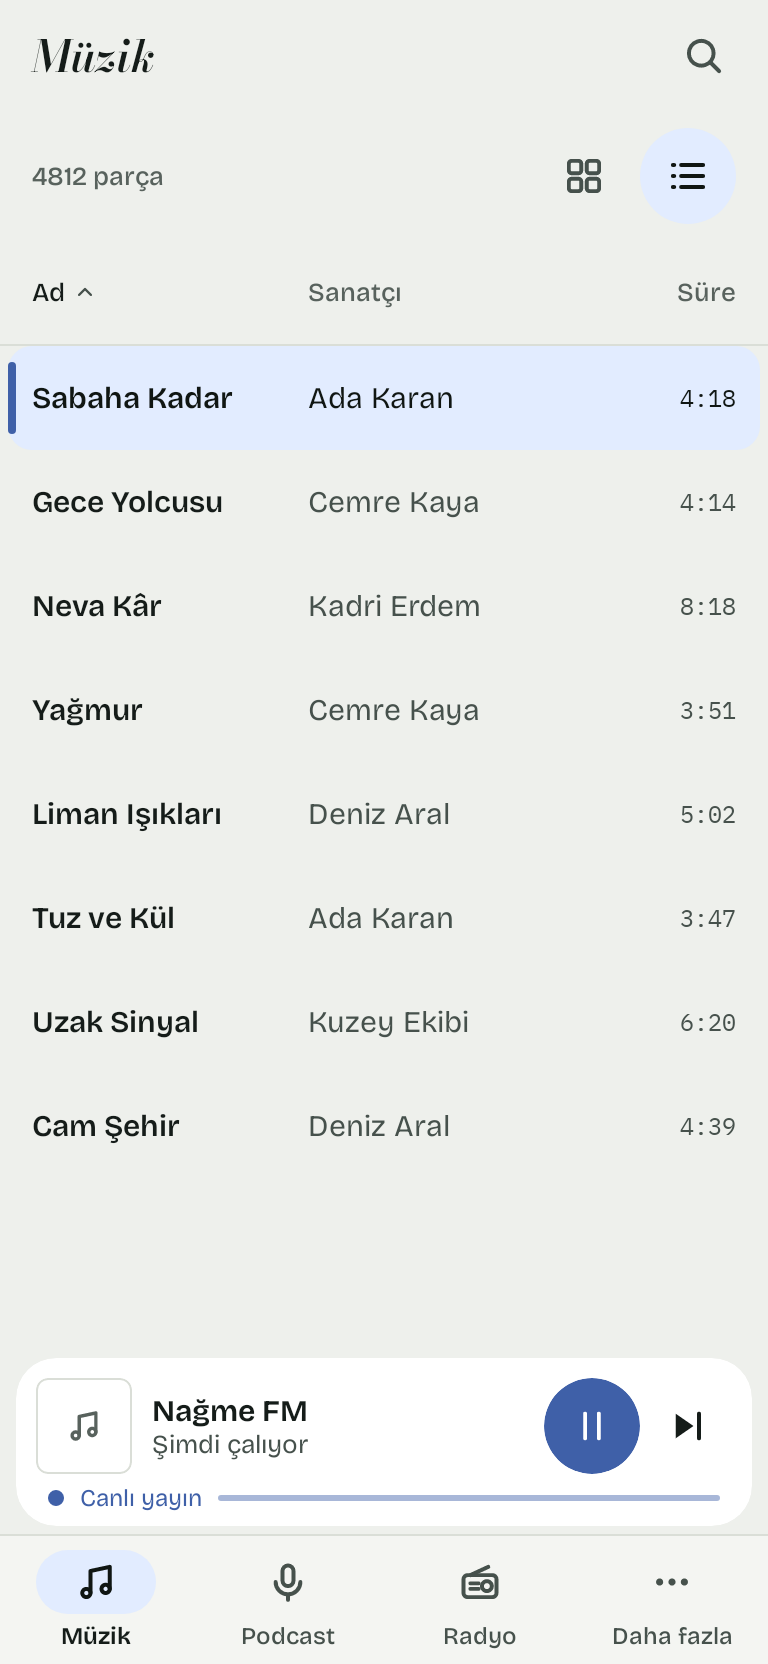 Müzik
4812 parça
Ad Sanatçı Süre
Sabaha Kadar Ada Karan 4:18
Gece Yolcusu Cemre Kaya 4:14
Neva Kâr Kadri Erdem 8:18
Yağmur Cemre Kaya 3:51
Liman Işıkları Deniz Aral 5:02
Tuz ve Kül Ada Karan 3:47
Uzak Sinyal Kuzey Ekibi 6:20
Cam Şehir Deniz Aral 4:39
Nağme FM
Şimdi çalıyor
Canlı yayın
Müzik Podcast Radyo Daha fazla